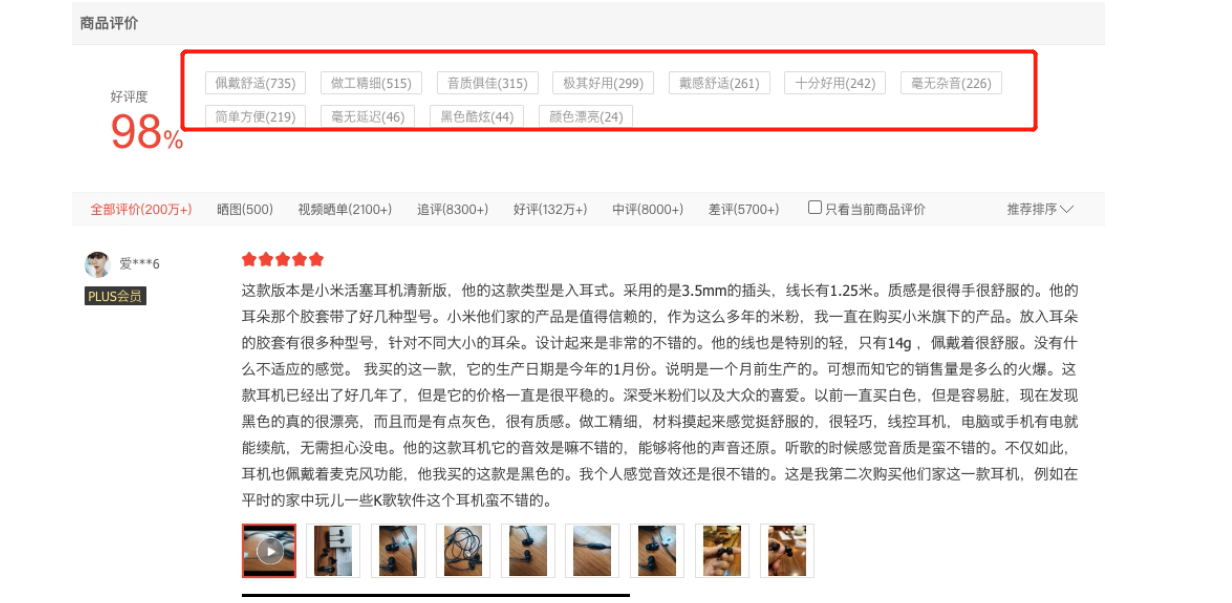 商品评价
好评度
98%
佩戴舒适(735) 做工精细(515) 音质俱佳(315) 极其好用(299) 戴感舒适(261) 十分好用(242) 毫无杂音(226)
简单方便(219) 毫无延迟(46) 黑色酷炫(44) 颜色漂亮(24)
全部评价(200万+) 晒图(500) 视频晒单(2100+) 追评(8300+) 好评(132万+) 中评(8000+) 差评(5700+) 只看当前商品评价 推荐排序
爱***6
PLUS会员
这款版本是小米活塞耳机清新版，他的这款类型是入耳式。采用的是3.5mm的插头，线长有1.25米。质感是很得手很舒服的。他的
耳朵那个胶套带了好几种型号。小米他们家的产品是值得信赖的，作为这么多年的米粉，我一直在购买小米旗下的产品。放入耳朵
的胶套有很多种型号，针对不同大小的耳朵。设计起来是非常的不错的。他的线也是特别的轻，只有14g ，佩戴着很舒服。没有什
么不适应的感觉。 我买的这一款，它的生产日期是今年的1月份。说明是一个月前生产的。可想而知它的销售量是多么的火爆。这
款耳机已经出了好几年了，但是它的价格一直是很平稳的。深受米粉们以及大众的喜爱。以前一直买白色，但是容易脏，现在发现
黑色的真的很漂亮，而且而是有点灰色，很有质感。做工精细，材料摸起来感觉挺舒服的，很轻巧，线控耳机，电脑或手机有电就
能续航，无需担心没电。他的这款耳机它的音效是嘛不错的，能够将他的声音还原。听歌的时候感觉音质是蛮不错的。不仅如此，
耳机也佩戴着麦克风功能，他我买的这款是黑色的。我个人感觉音效还是很不错的。这是我第二次购买他们家这一款耳机，例如在
平时的家中玩儿一些K歌软件这个耳机蛮不错的。